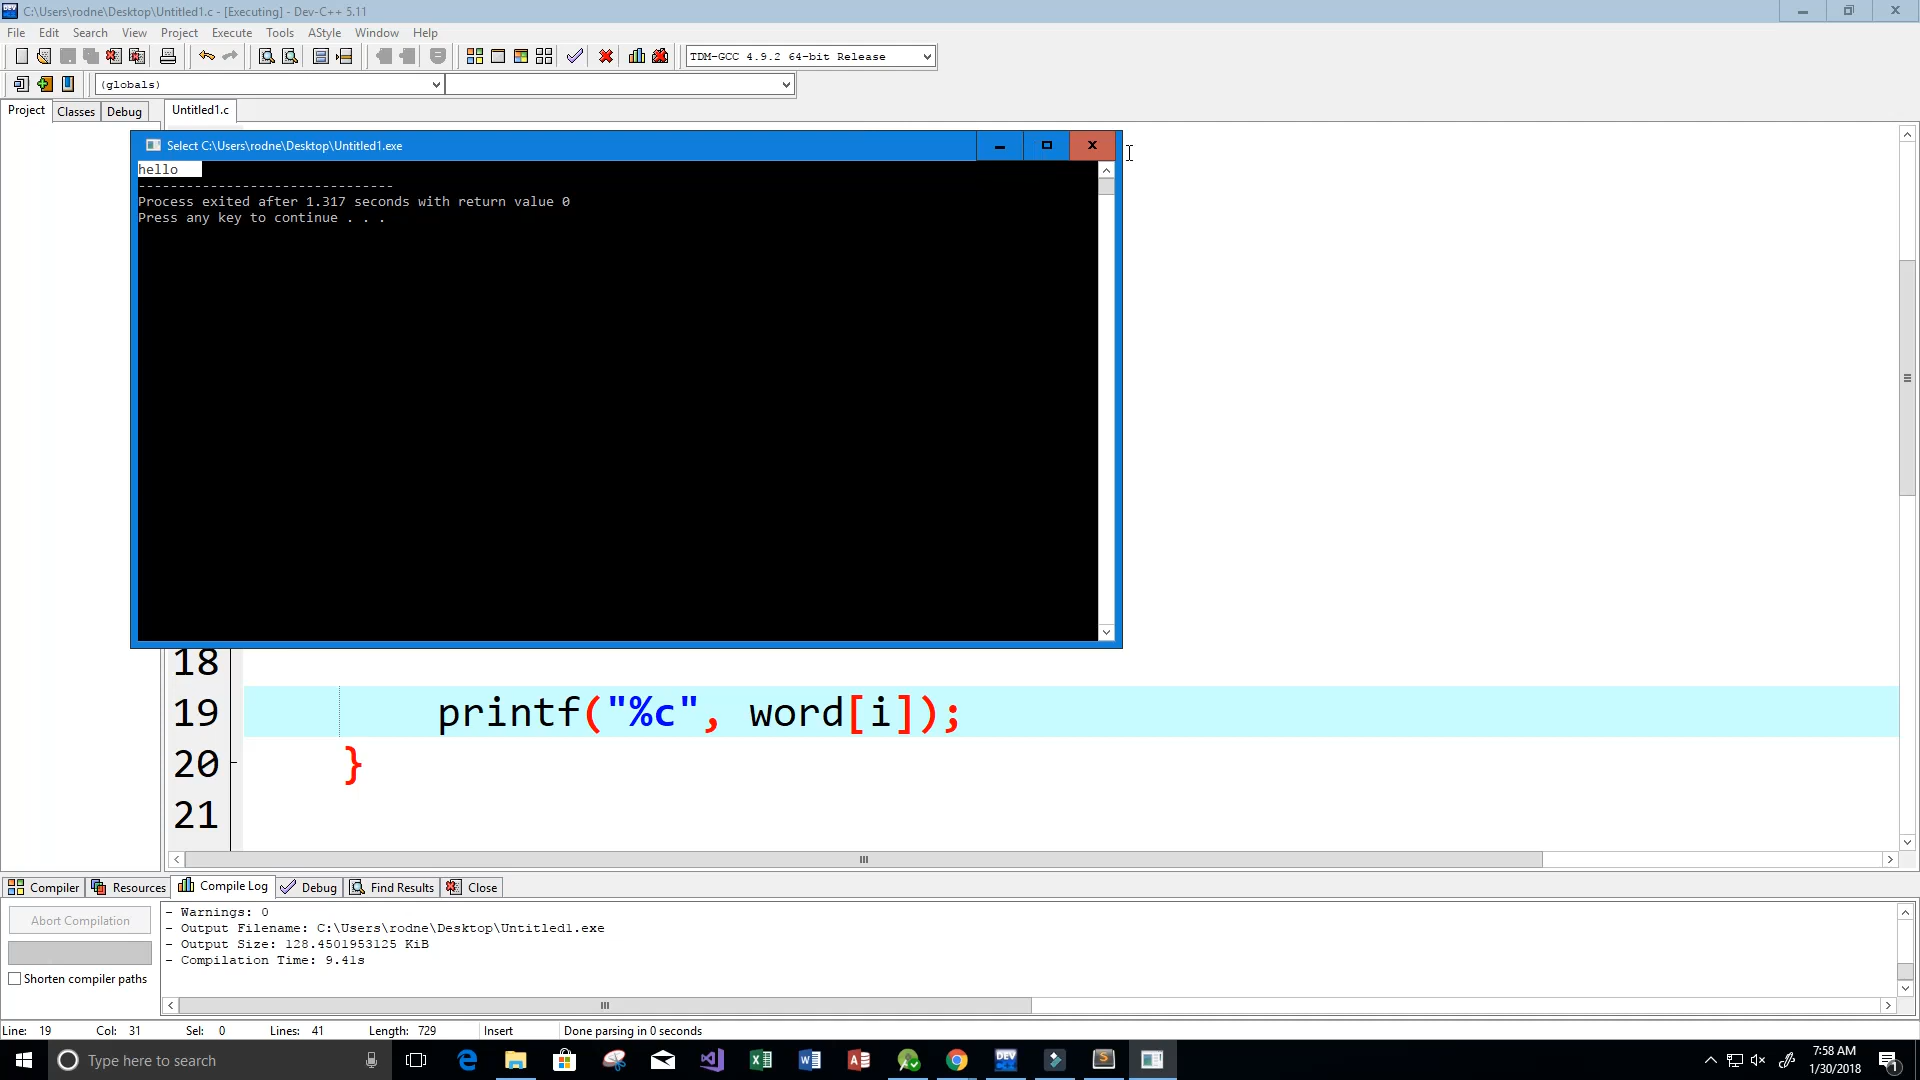 C:\Users\rodne\Desktop\Untitled1.c - [Executing] - Dev-C++ 5.11
File Edit Search View Project Execute Tools AStyle Window Help
TDM-GCC 4.9.2 64-bit Release
(globals)
Project Classes Debug Untitled1.c
Select C:\Users\rodne\Desktop\Untitled1.exe
hello
--------------------------------
Process exited after 1.317 seconds with return value 0
Press any key to continue . . .
18
19 printf("%c", word[i]);
20 }
21
Compiler Resources Compile Log Debug Find Results Close
Abort Compilation
Shorten compiler paths
- Warnings: 0
- Output Filename: C:\Users\rodne\Desktop\Untitled1.exe
- Output Size: 128.4501953125 KiB
- Compilation Time: 9.41s
Line: 19 Col: 31 Sel: 0 Lines: 41 Length: 729 Insert Done parsing in 0 seconds
Type here to search
7:58 AM
1/30/2018
1